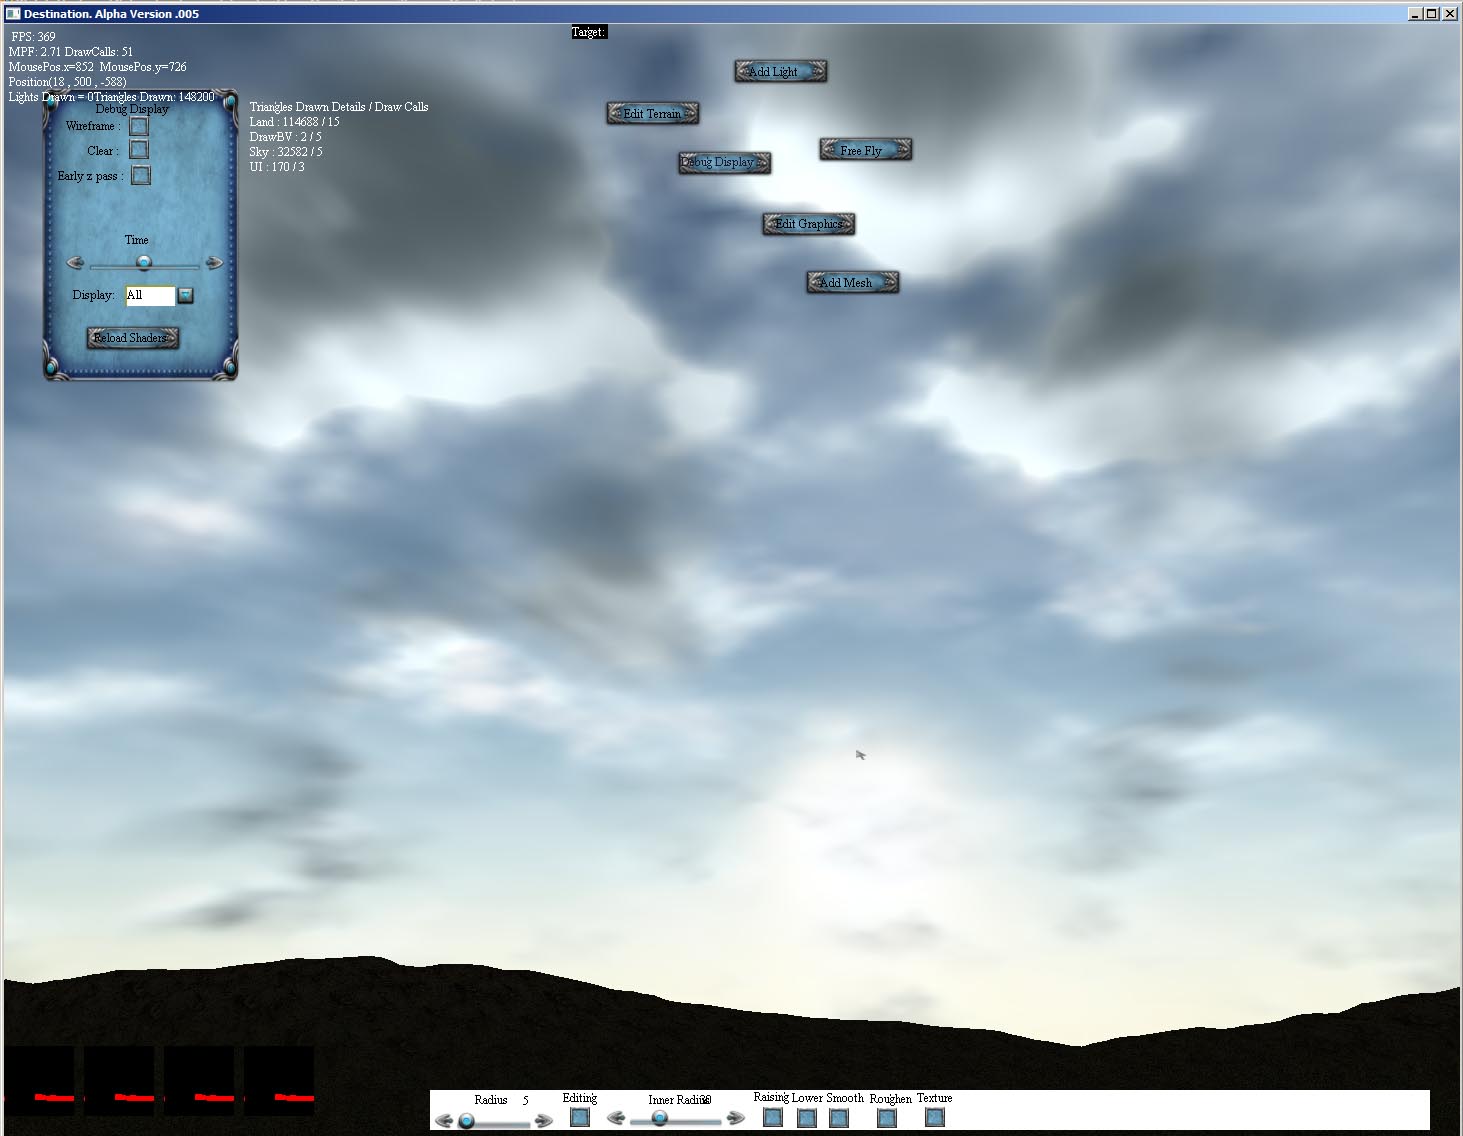 Destination. Alpha Version .005
FPS: 369
MPF: 2.71 DrawCalls: 51
MousePos.x=852 MousePos.y=726
Position(18 , 500 , -588)
Lights Drawn = 0Triangles Drawn: 148200
Target:
Debug Display
Wireframe :
Clear :
Early z pass :
Time
Display: All
Reload Shaders
Triangles Drawn Details / Draw Calls
Land : 114688 / 15
DrawBV : 2 / 5
Sky : 32582 / 5
UI : 170 / 3
Add Light
Edit Terrain
Free Fly
Debug Display
Edit Graphics
Add Mesh
Radius 5
Editing
Inner Radius
Raising Lower Smooth Roughen Texture